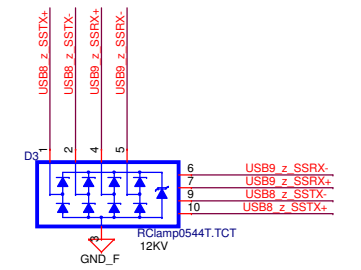 USB8_z_SSTX+
USB8_z_SSTX-
USB9_z_SSRX+
USB9_z_SSRX-
1
2
4
5
D3
6
USB9_z_SSRX-
7
USB9_z_SSRX+
9
USB8_z_SSTX-
10
USB8_z_SSTX+
3
RClamp0544T.TCT
12KV
GND_F